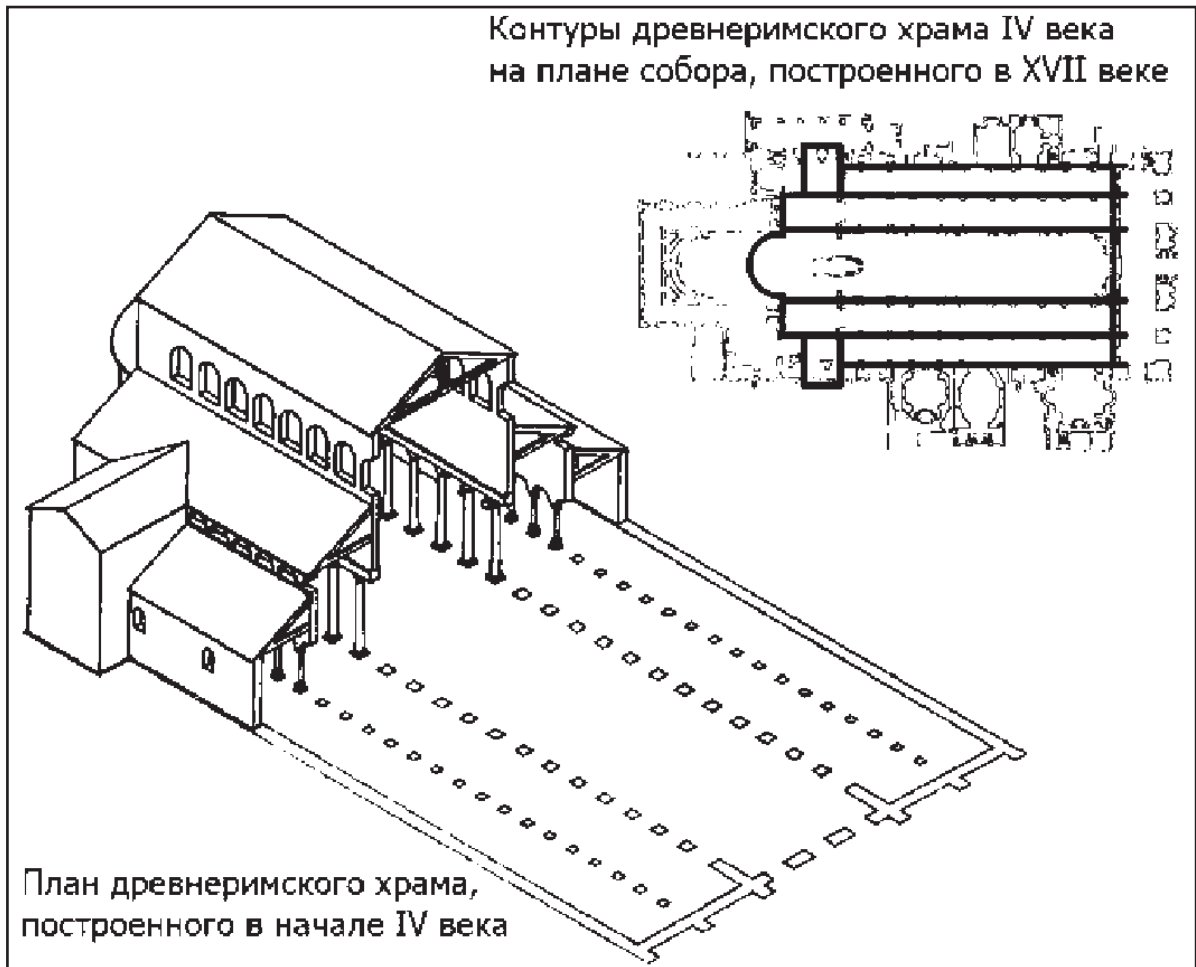 Контуры древнеримского храма IV века
на плане собора, построенного в XVII веке
План древнеримского храма,
построенного в начале IV века